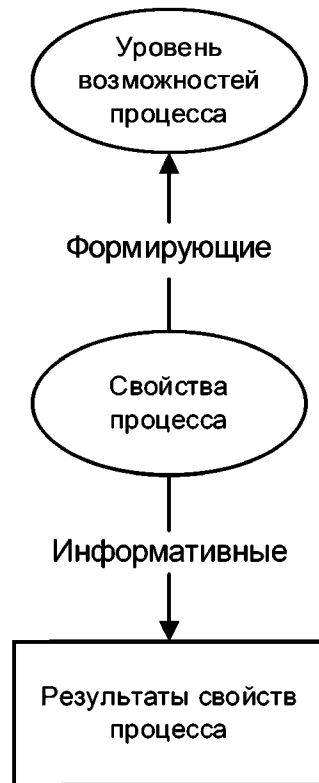 Уровень
возможностей
процесса
Формирующие
Свойства
процесса
Информативные
Результаты свойств
процесса